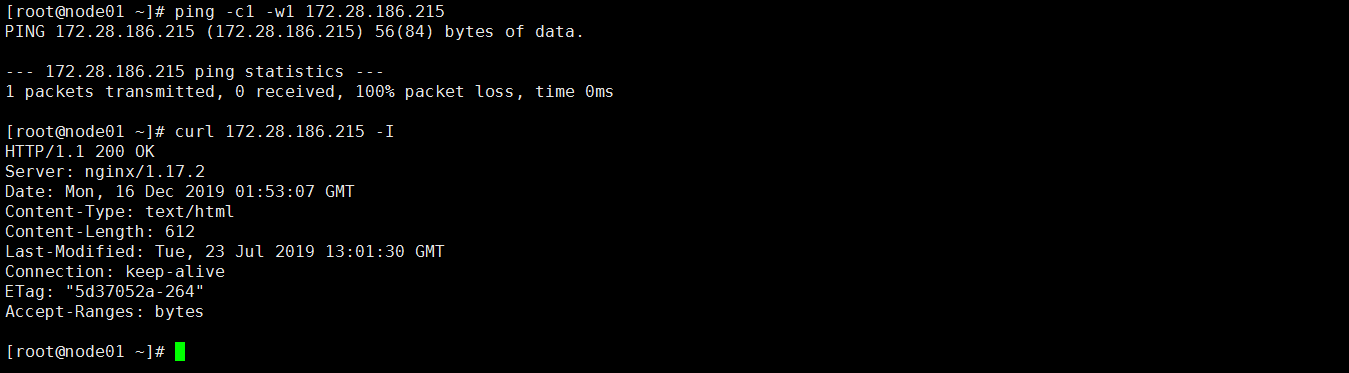 [root@node01 ~]# ping -c1 -w1 172.28.186.215
PING 172.28.186.215 (172.28.186.215) 56(84) bytes of data.
--- 172.28.186.215 ping statistics ---
1 packets transmitted, 0 received, 100% packet loss, time 0ms
[root@node01 ~]# curl 172.28.186.215 -I
HTTP/1.1 200 OK
Server: nginx/1.17.2
Date: Mon, 16 Dec 2019 01:53:07 GMT
Content-Type: text/html
Content-Length: 612
Last-Modified: Tue, 23 Jul 2019 13:01:30 GMT
Connection: keep-alive
ETag: "5d37052a-264"
Accept-Ranges: bytes
[root@node01 ~]#